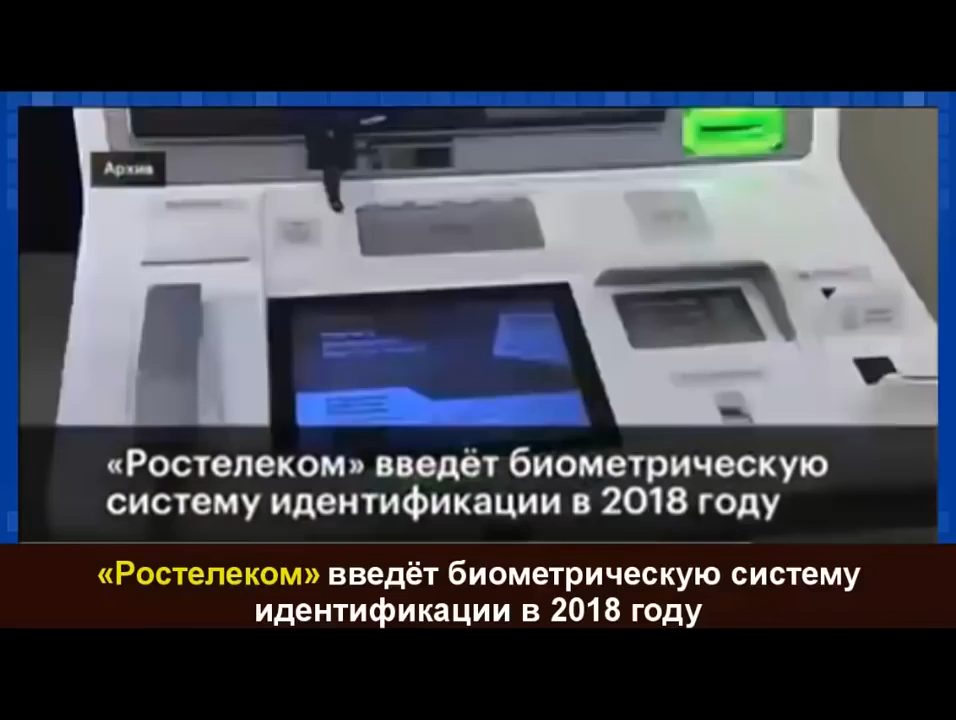 Архив
«Ростелеком» введёт биометрическую
систему идентификации в 2018 году
«Ростелеком» введёт биометрическую систему
идентификации в 2018 году